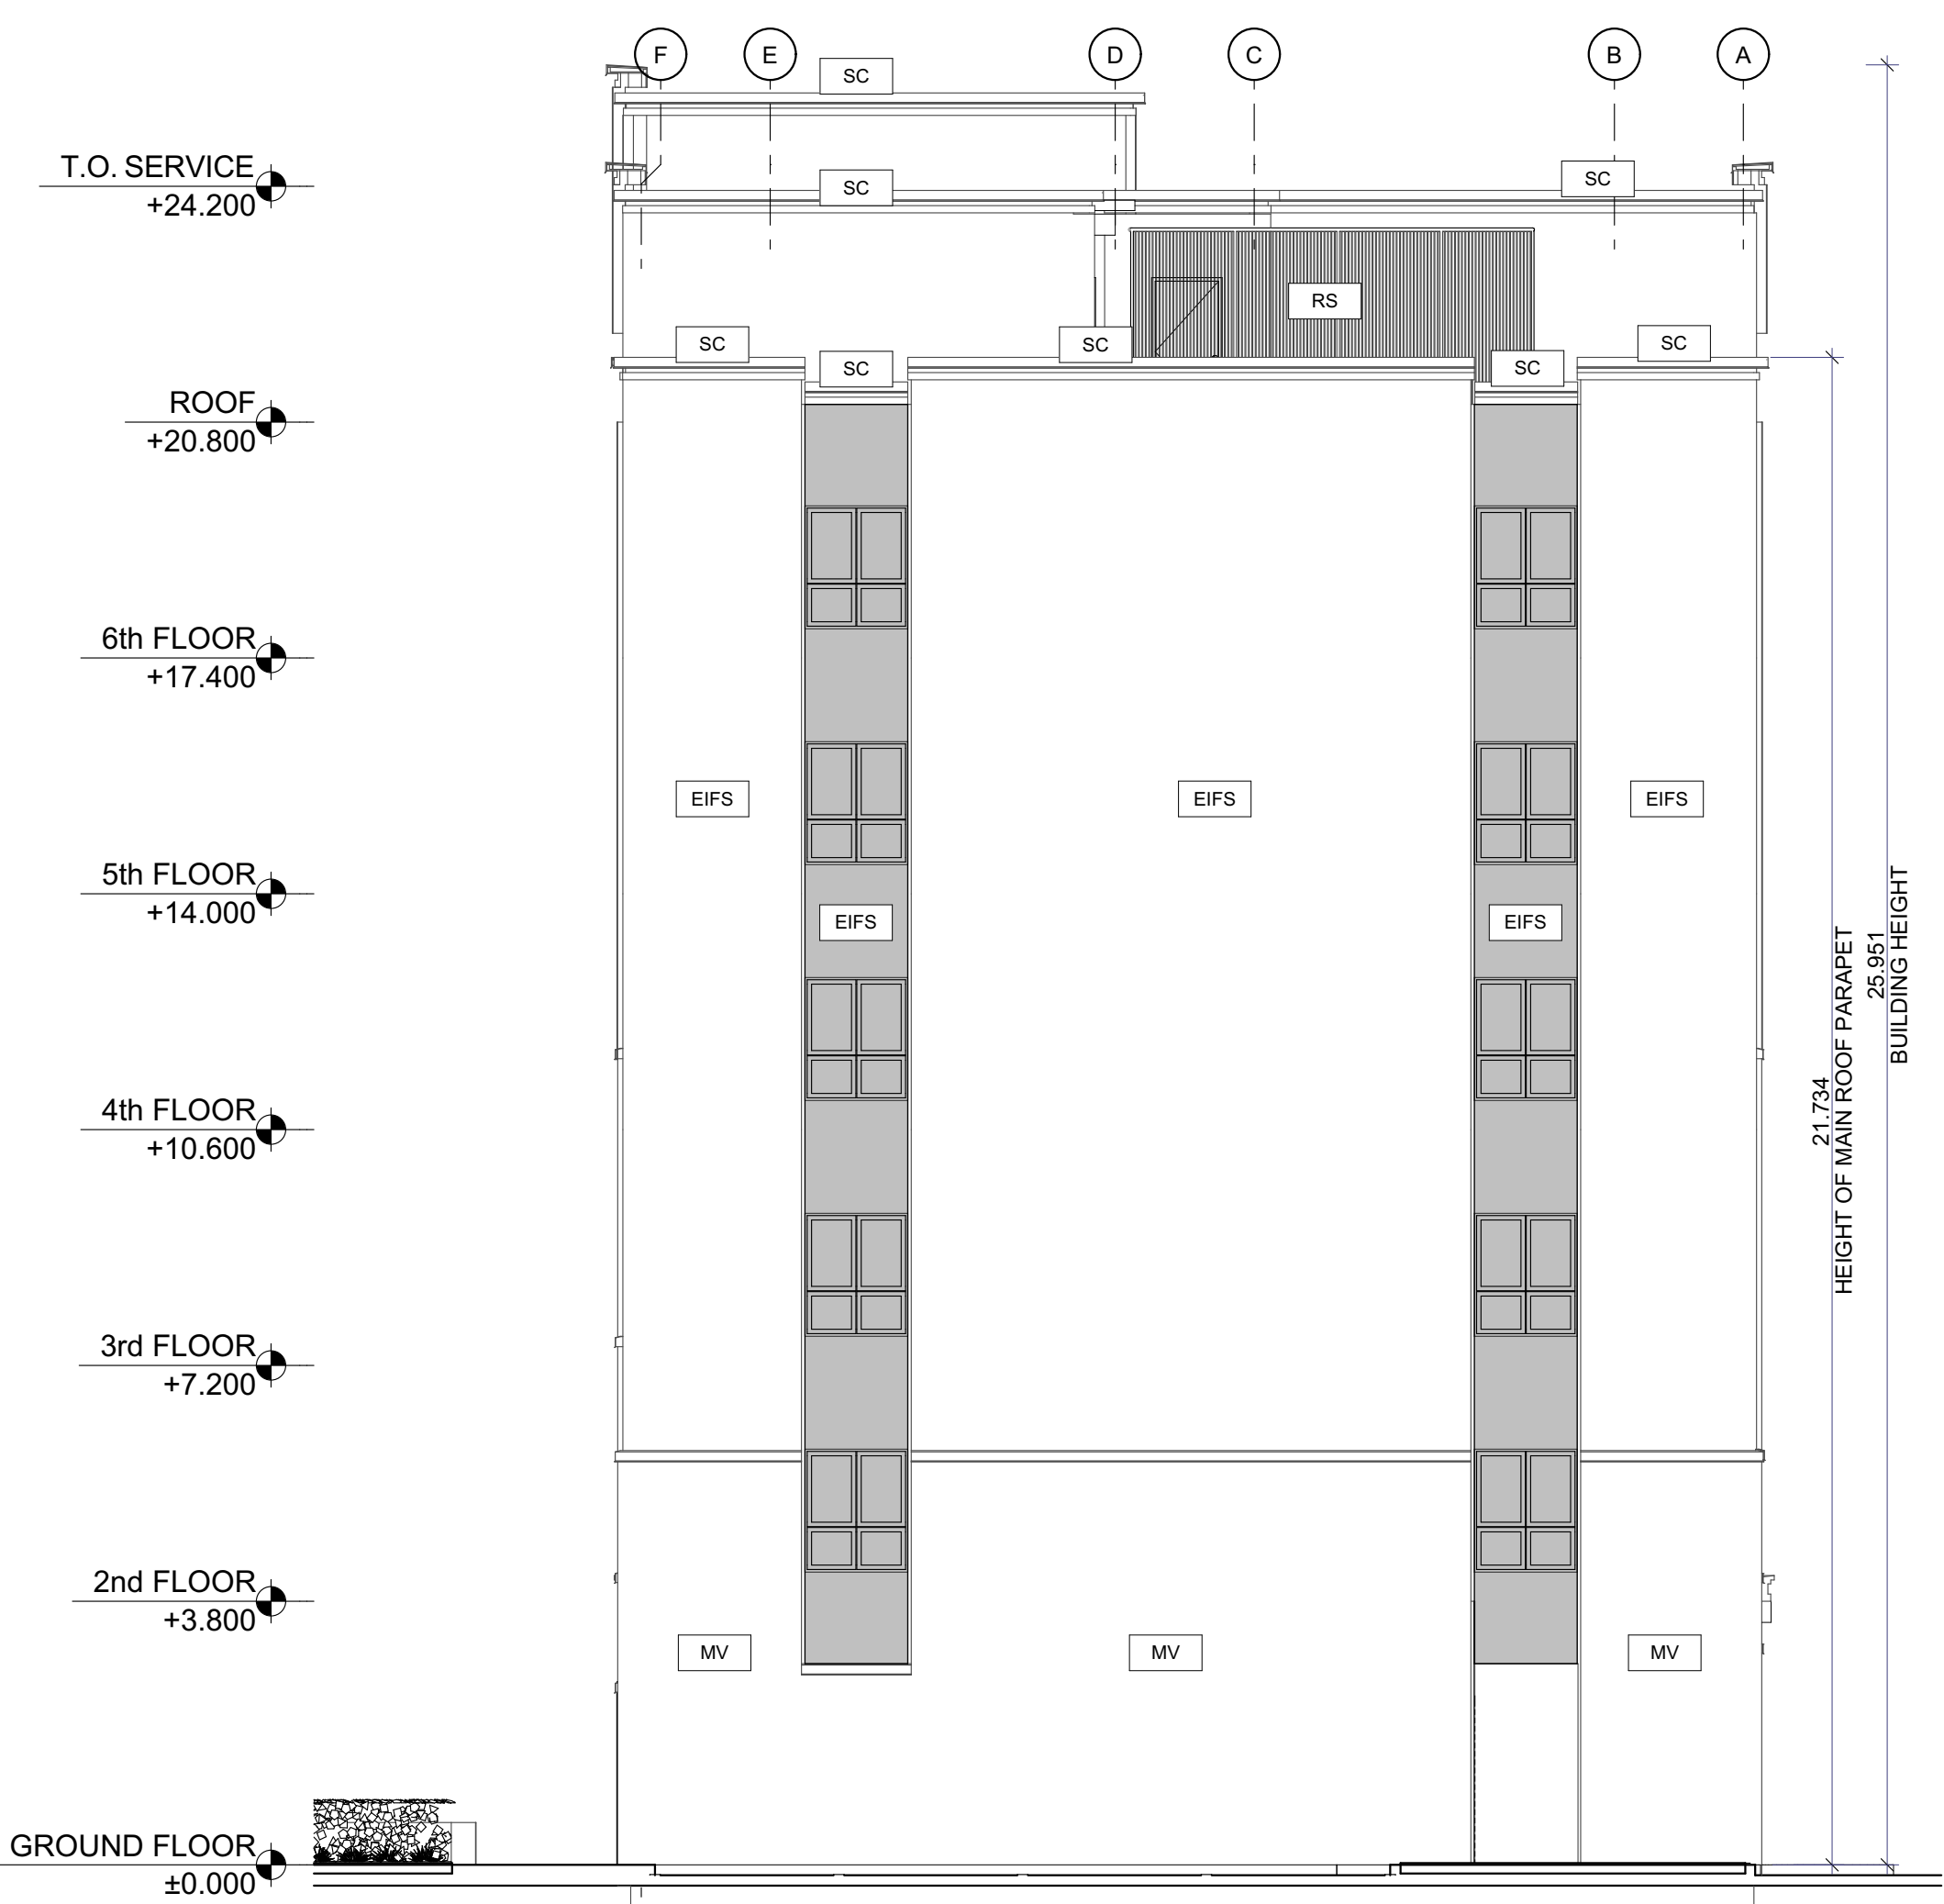 F E D C B A
SC
T.O. SERVICE
+24.200
SC
SC
RS
SC
SC
SC
SC
SC
ROOF
+20.800
6th FLOOR
+17.400
EIFS
EIFS
EIFS
5th FLOOR
+14.000
EIFS
EIFS
25.951
BUILDING HEIGHT
21.734
HEIGHT OF MAIN ROOF PARAPET
4th FLOOR
+10.600
3rd FLOOR
+7.200
2nd FLOOR
+3.800
MV
MV
MV
GROUND FLOOR
±0.000